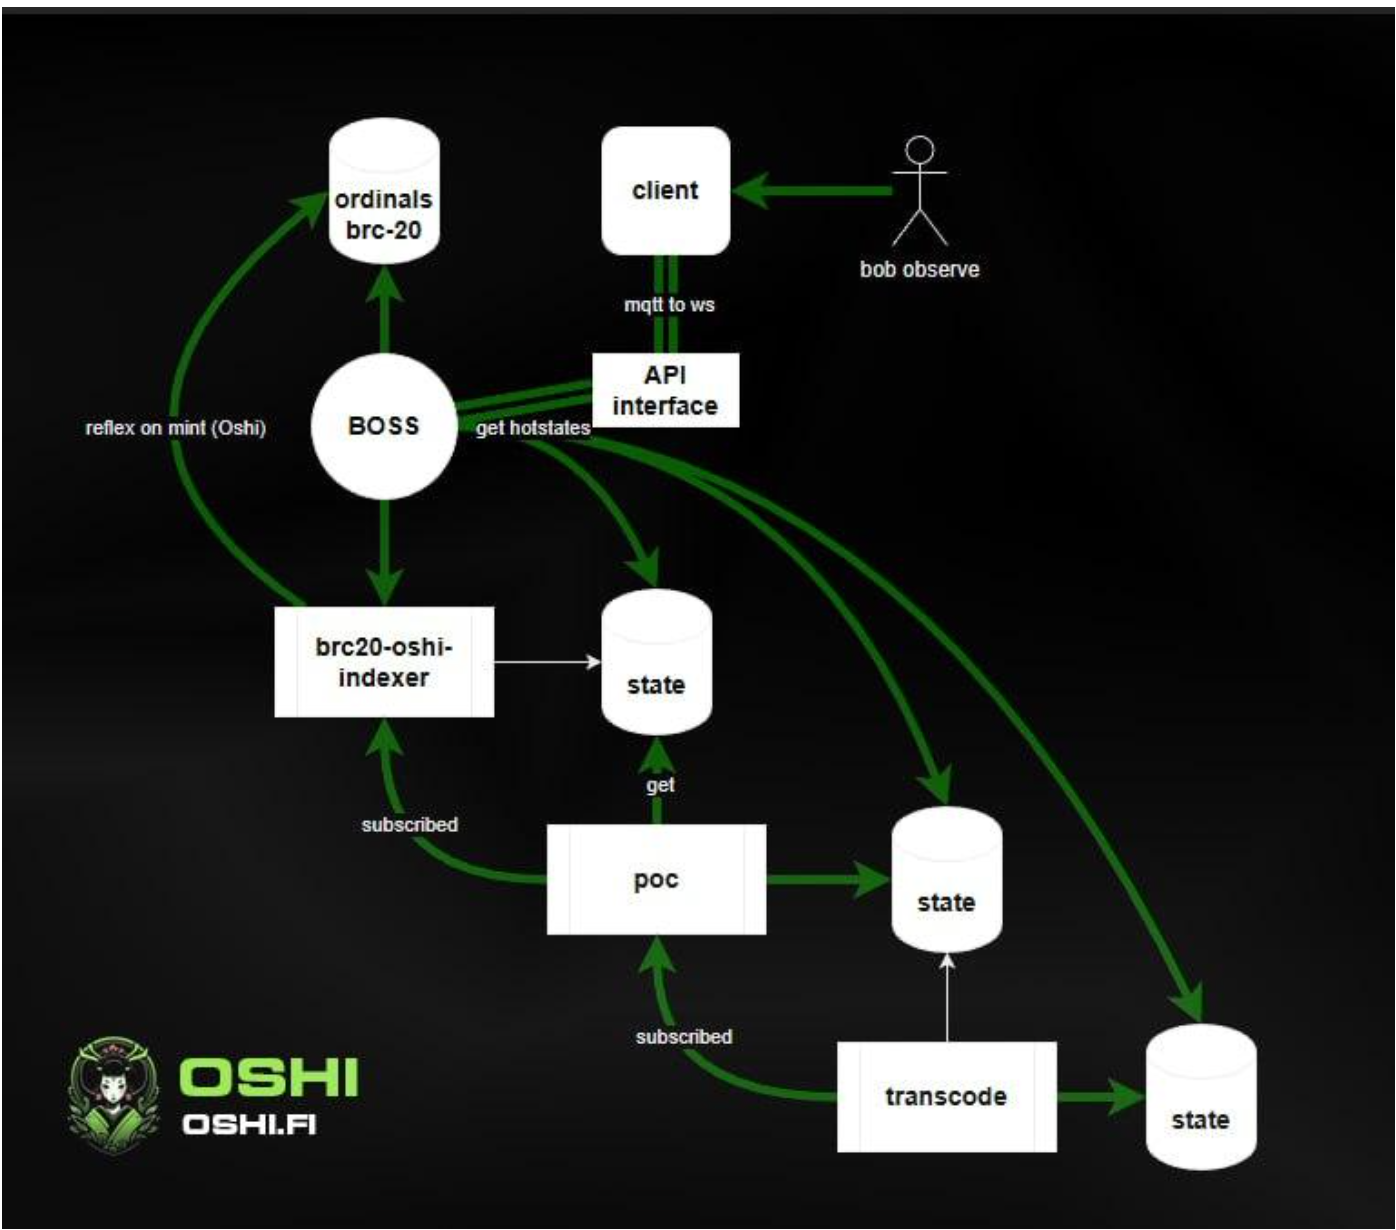 ordinals
brc-20
client
bob observe
mqtt to ws
API
interface
BOSS
get hotstates
reflex on mint (Oshi)
brc20-oshi-
indexer
state
get
subscribed
poc
state
subscribed
transcode
state
OSHI
OSHI.FI